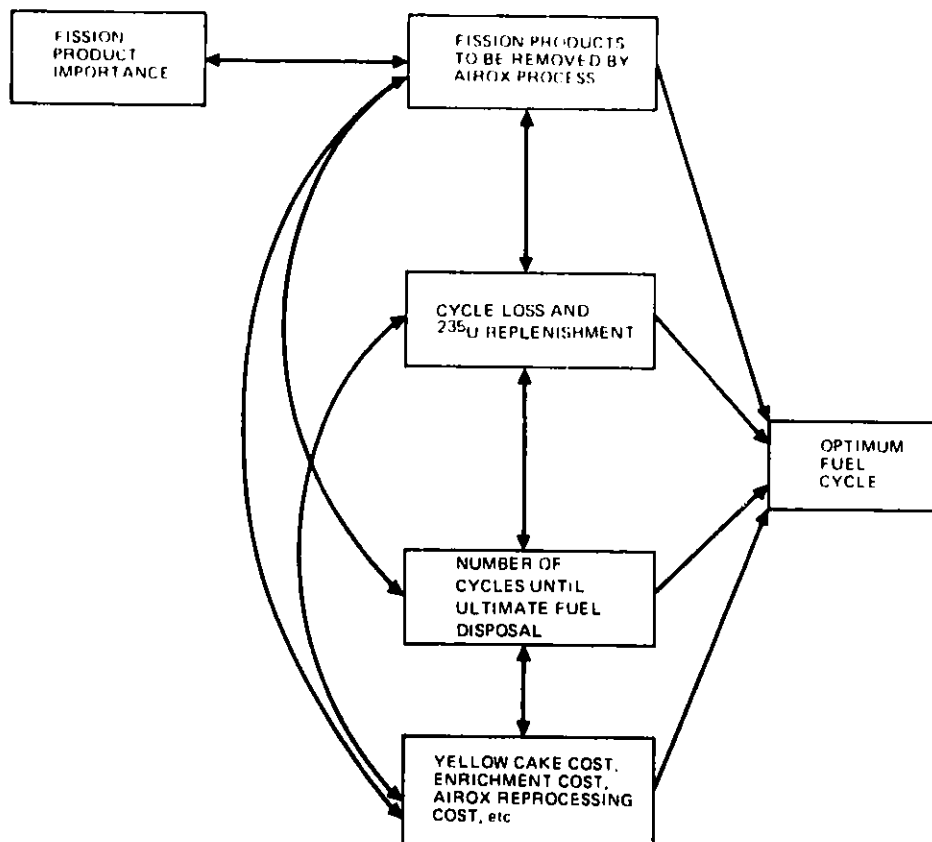 FISSION
PRODUCT
IMPORTANCE
FISSION PRODUCTS
TO BE REMOVED BY
AIROX PROCESS
CYCLE LOSS AND
²³⁵U REPLENISHMENT
OPTIMUM
FUEL
CYCLE
NUMBER OF
CYCLES UNTIL
ULTIMATE FUEL
DISPOSAL
YELLOW CAKE COST,
ENRICHMENT COST,
AIROX REPROCESSING
COST, etc